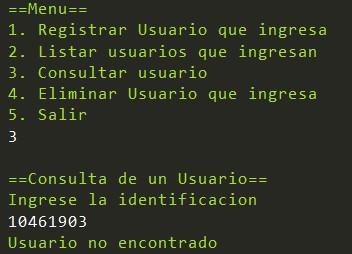 ==Menu==
1. Registrar Usuario que ingresa
2. Listar usuarios que ingresan
3. Consultar usuario
4. Eliminar Usuario que ingresa
5. Salir
3
==Consulta de un Usuario==
Ingrese la identificacion
10461903
Usuario no encontrado